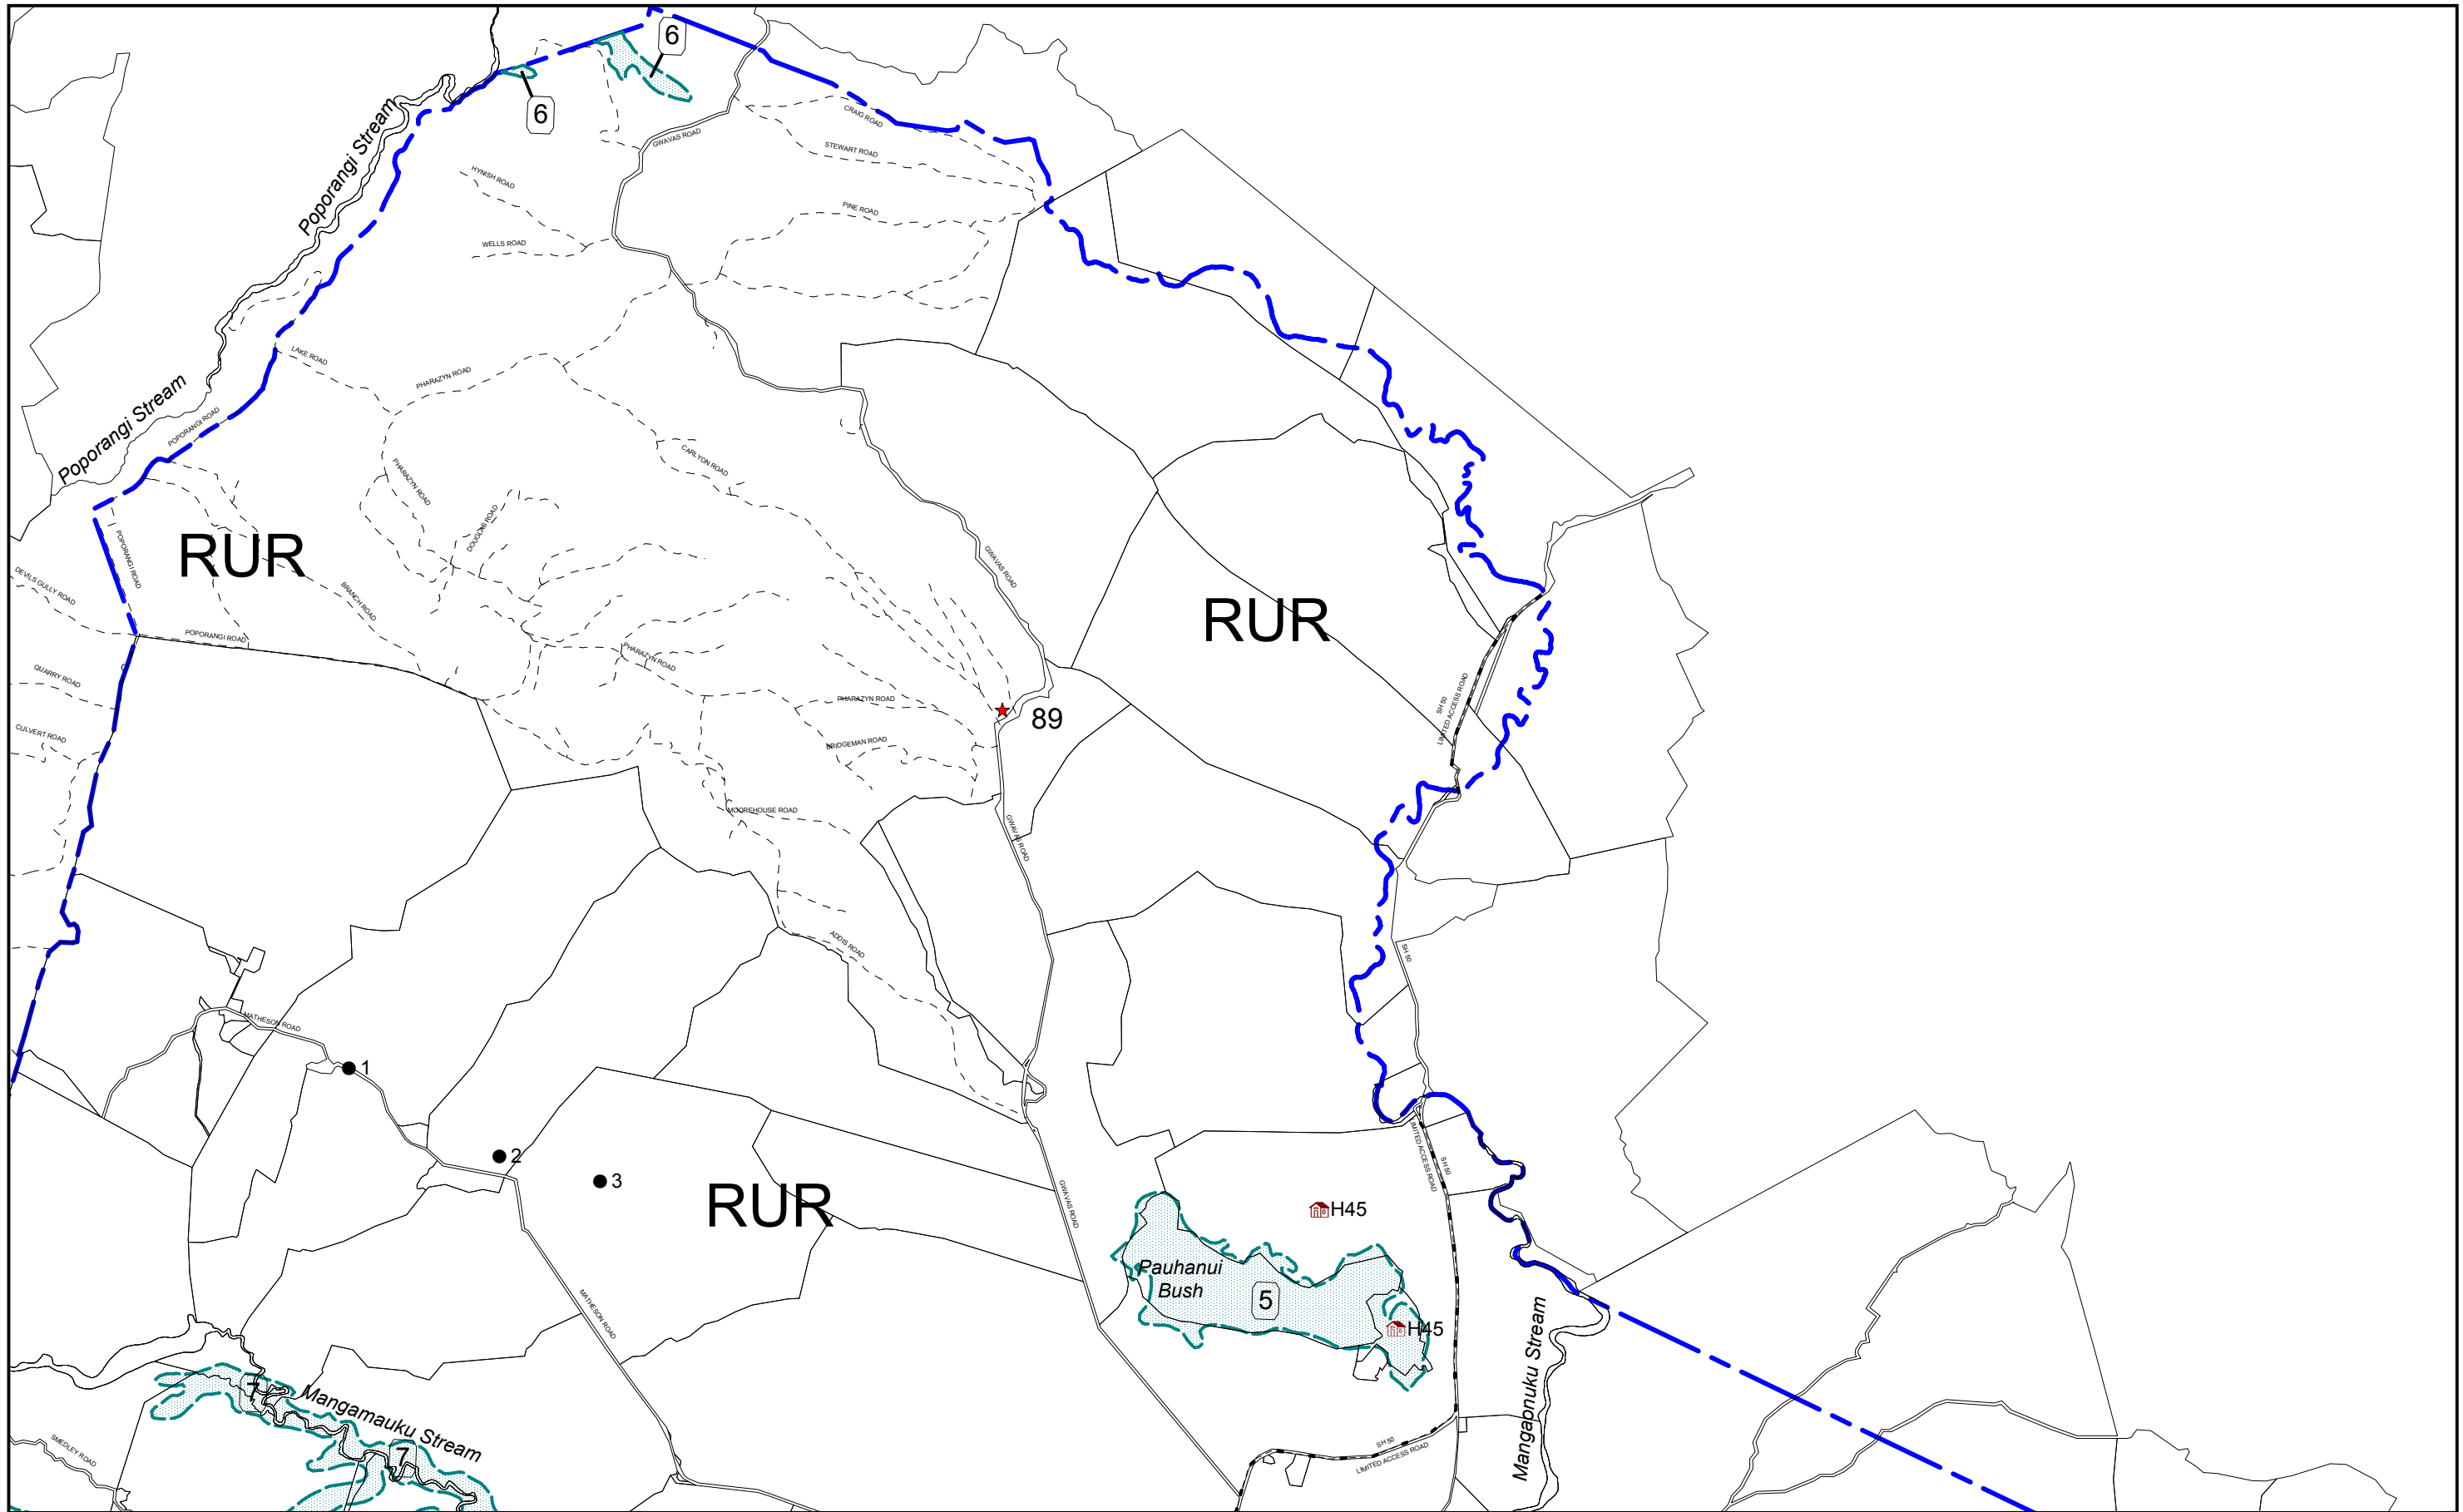 6
6
Poporangi Stream
CRAIG ROAD
GWAVAS ROAD
STEWART ROAD
HYNISH ROAD
PINE ROAD
WELLS ROAD
LAKE ROAD
PHARAZYN ROAD
Poporangi Stream
POPORANGI ROAD
CARLYON ROAD
PHARAZYN ROAD
DOUGLAS ROAD
POPORANGI ROAD
RUR
GWAVAS ROAD
DEVILS GULLY ROAD
BRANCH ROAD
RUR
POPORANGI ROAD
PHARAZYN ROAD
QUARRY ROAD
PHARAZYN ROAD
SH 50
LIMITED ACCESS ROAD
89
CULVERT ROAD
BRIDGEMAN ROAD
MOOREHOUSE ROAD
GWAVAS ROAD
ADDIS ROAD
SH 50
MATHESON ROAD
1
2
3
LIMITED ACCESS ROAD
SH 50
RUR
GWAVAS ROAD
H45
Pauhanui
Bush
5
H45
MATHESON ROAD
Mangaonuku Stream
7
Mangamauku Stream
7
SMEDLEY ROAD
SH 50
LIMITED ACCESS ROAD